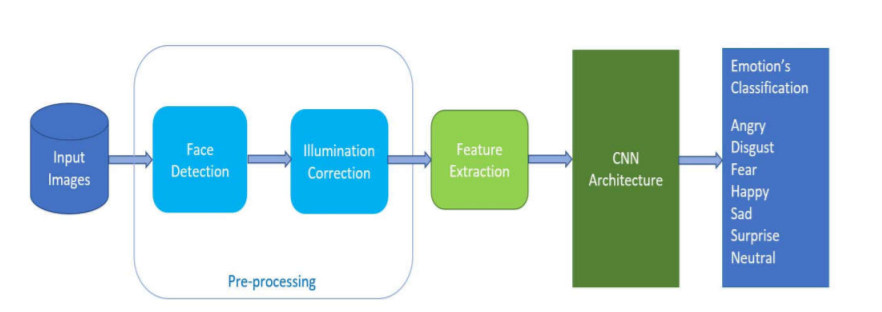 Input
Images
Face
Detection
Illumination
Correction
Pre-processing
Feature
Extraction
CNN
Architecture
Emotion's
Classification
Angry
Disgust
Fear
Happy
Sad
Surprise
Neutral